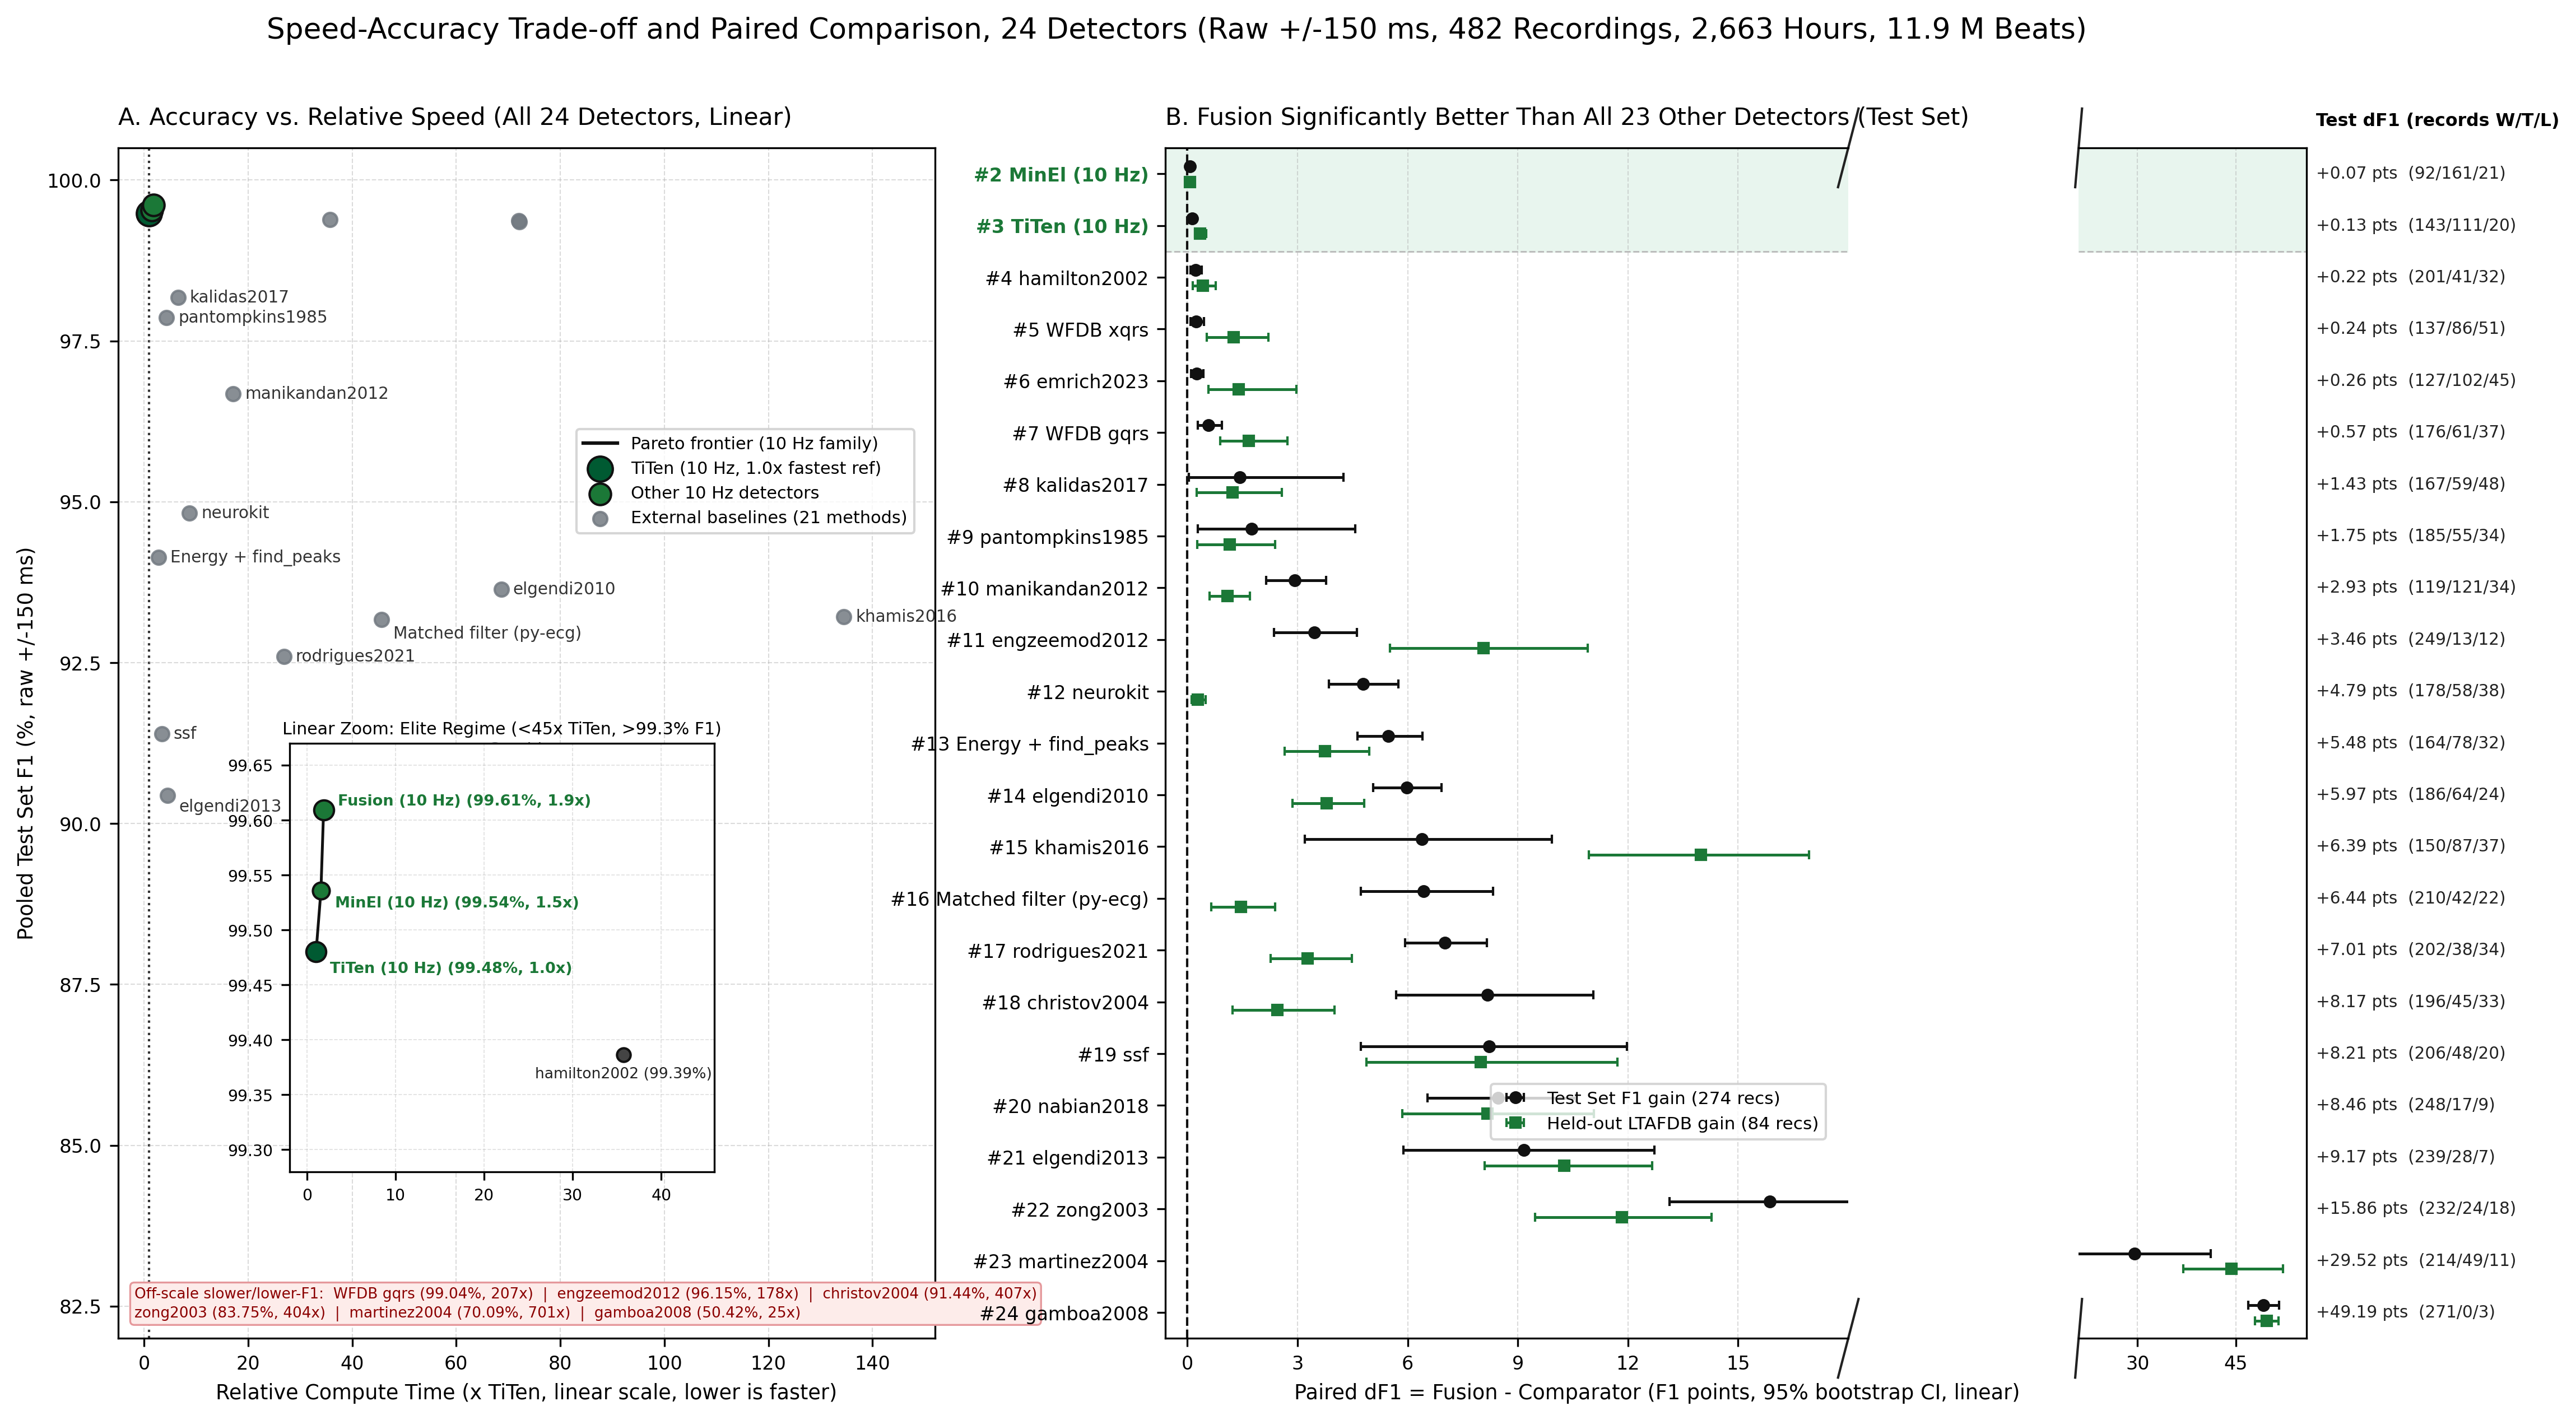 Speed-Accuracy Trade-off and Paired Comparison, 24 Detectors (Raw +/-150 ms, 482 Recordings, 2,663 Hours, 11.9 M Beats)
A. Accuracy vs. Relative Speed (All 24 Detectors, Linear)
Pooled Test Set F1 (%, raw +/-150 ms)
100.0
97.5
95.0
92.5
90.0
87.5
85.0
82.5
kalidas2017
pantompkins1985
manikandan2012
neurokit
Energy + find_peaks
elgendi2010
khamis2016
Matched filter (py-ecg)
rodrigues2021
ssf
elgendi2013
Pareto frontier (10 Hz family)
TiTen (10 Hz, 1.0x fastest ref)
Other 10 Hz detectors
External baselines (21 methods)
Linear Zoom: Elite Regime (<45x TiTen, >99.3% F1)
99.65
99.60
99.55
99.50
99.45
99.40
99.35
99.30
Fusion (10 Hz) (99.61%, 1.9x)
MinEl (10 Hz) (99.54%, 1.5x)
TiTen (10 Hz) (99.48%, 1.0x)
hamilton2002 (99.39%)
0 10 20 30 40
Off-scale slower/lower-F1: WFDB gqrs (99.04%, 207x) | engzeemod2012 (96.15%, 178x) | christov2004 (91.44%, 407x)
zong2003 (83.75%, 404x) | martinez2004 (70.09%, 701x) | gamboa2008 (50.42%, 25x)
0 20 40 60 80 100 120 140
Relative Compute Time (x TiTen, linear scale, lower is faster)
B. Fusion Significantly Better Than All 23 Other Detectors (Test Set)
Test dF1 (records W/T/L)
#2 MinEl (10 Hz) +0.07 pts (92/161/21)
#3 TiTen (10 Hz) +0.13 pts (143/111/20)
#4 hamilton2002 +0.22 pts (201/41/32)
#5 WFDB xqrs +0.24 pts (137/86/51)
#6 emrich2023 +0.26 pts (127/102/45)
#7 WFDB gqrs +0.57 pts (176/61/37)
#8 kalidas2017 +1.43 pts (167/59/48)
#9 pantompkins1985 +1.75 pts (185/55/34)
#10 manikandan2012 +2.93 pts (119/121/34)
#11 engzeemod2012 +3.46 pts (249/13/12)
#12 neurokit +4.79 pts (178/58/38)
#13 Energy + find_peaks +5.48 pts (164/78/32)
#14 elgendi2010 +5.97 pts (186/64/24)
#15 khamis2016 +6.39 pts (150/87/37)
#16 Matched filter (py-ecg) +6.44 pts (210/42/22)
#17 rodrigues2021 +7.01 pts (202/38/34)
#18 christov2004 +8.17 pts (196/45/33)
#19 ssf +8.21 pts (206/48/20)
#20 nabian2018 +8.46 pts (248/17/9)
#21 elgendi2013 +9.17 pts (239/28/7)
#22 zong2003 +15.86 pts (232/24/18)
#23 martinez2004 +29.52 pts (214/49/11)
#24 gamboa2008 +49.19 pts (271/0/3)
Test Set F1 gain (274 recs)
Held-out LTAFDB gain (84 recs)
0 3 6 9 12 15 30 45
Paired dF1 = Fusion - Comparator (F1 points, 95% bootstrap CI, linear)